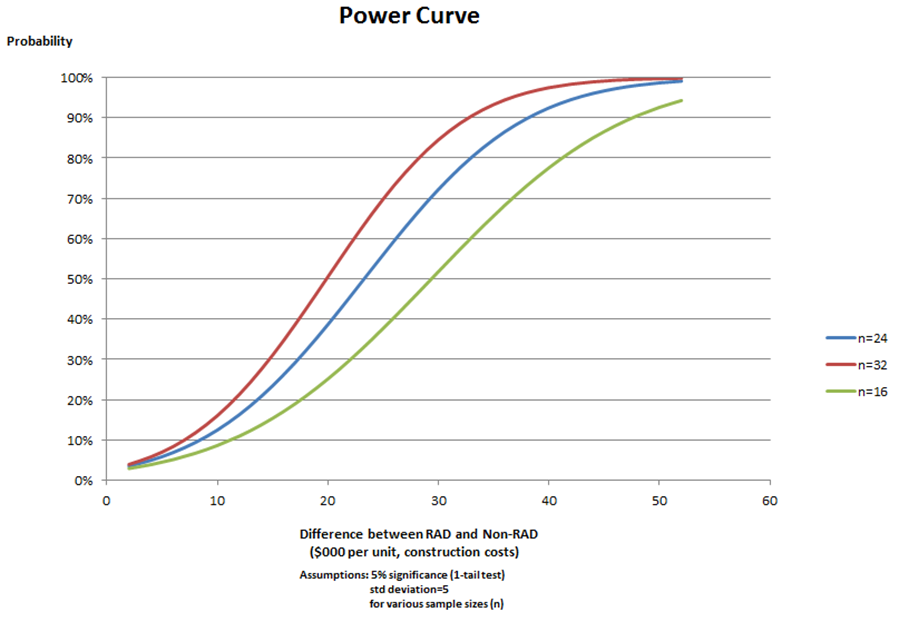 Power Curve
Probability
100%
90%
80%
70%
60%
50%
40%
30%
20%
10%
0%
0 10 20 30 40 50 60
n=24
n=32
n=16
Difference between RAD and Non-RAD
($000 per unit, construction costs)
Assumptions: 5% significance (1-tail test)
std deviation=5
for various sample sizes (n)